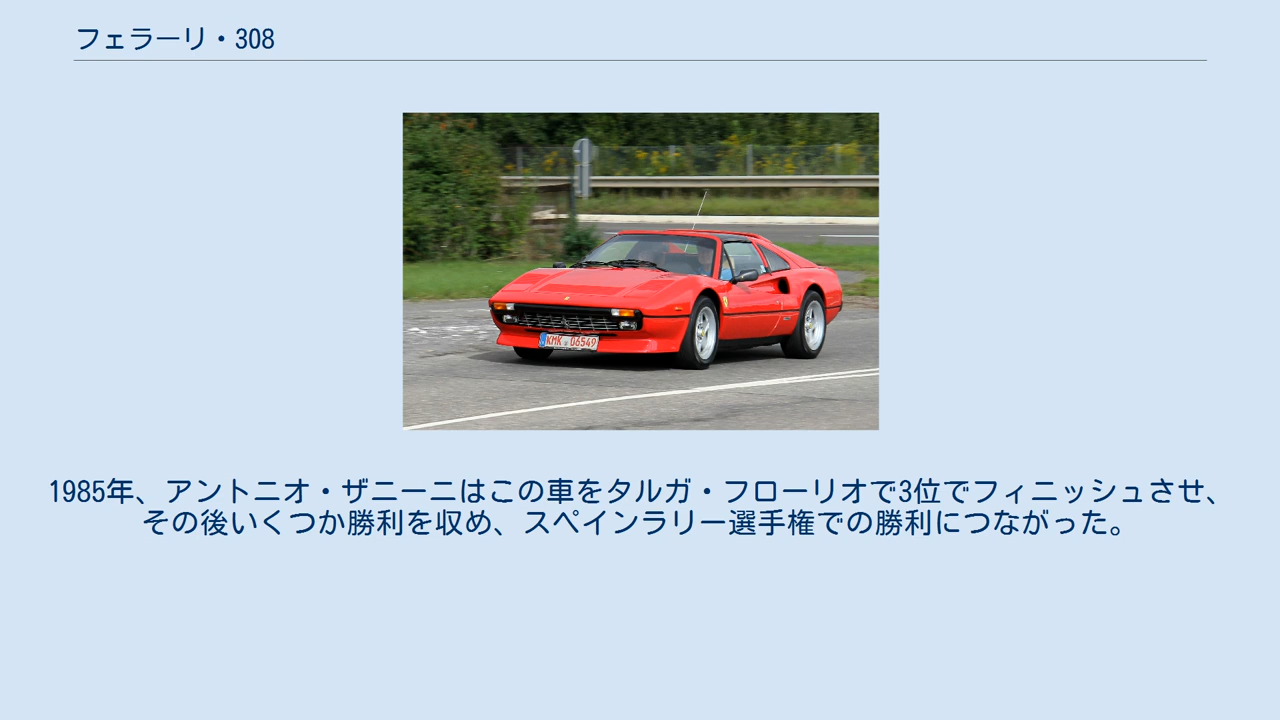 フェラーリ・308
KMK 06549
1985年、アントニオ・ザニーニはこの車をタルガ・フローリオで3位でフィニッシュさせ、
その後いくつか勝利を収め、スペインラリー選手権での勝利につながった。